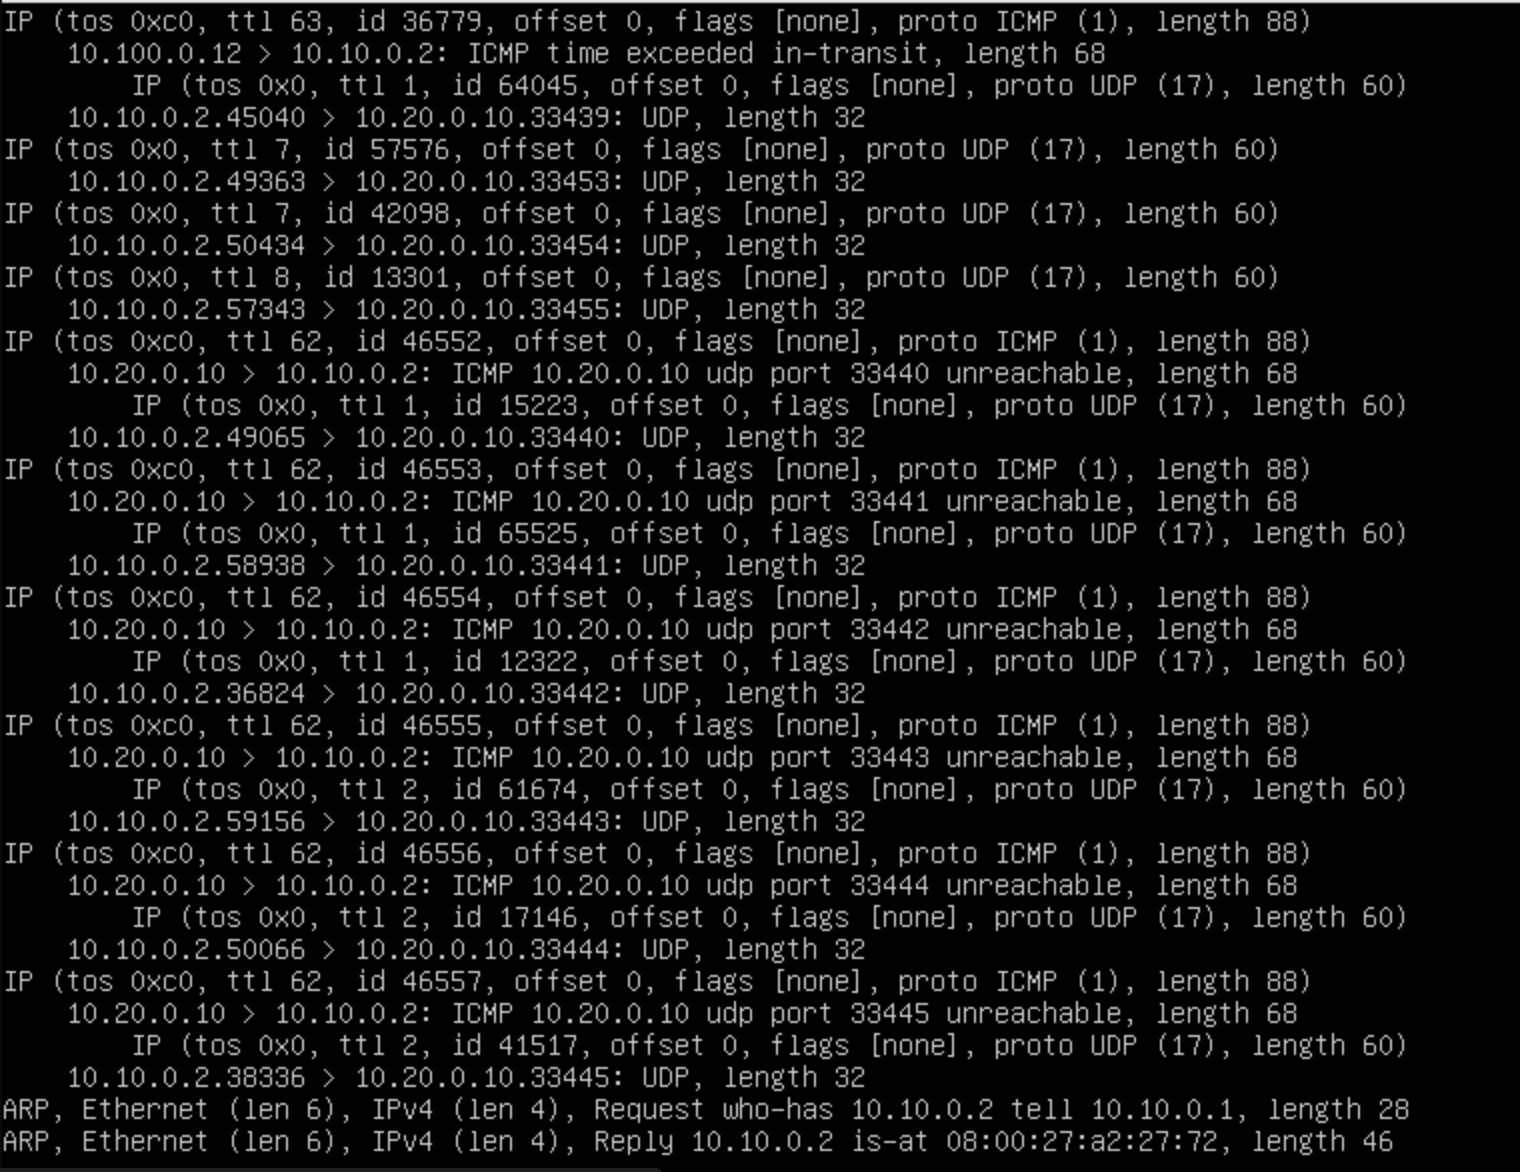 IP (tos 0xc0, ttl 63, id 36779, offset 0, flags [none], proto ICMP (1), length 88)
    10.100.0.12 > 10.10.0.2: ICMP time exceeded in-transit, length 68
        IP (tos 0x0, ttl 1, id 64045, offset 0, flags [none], proto UDP (17), length 60)
    10.10.0.2.45040 > 10.20.0.10.33439: UDP, length 32
IP (tos 0x0, ttl 7, id 57576, offset 0, flags [none], proto UDP (17), length 60)
    10.10.0.2.49363 > 10.20.0.10.33453: UDP, length 32
IP (tos 0x0, ttl 7, id 42098, offset 0, flags [none], proto UDP (17), length 60)
    10.10.0.2.50434 > 10.20.0.10.33454: UDP, length 32
IP (tos 0x0, ttl 8, id 13301, offset 0, flags [none], proto UDP (17), length 60)
    10.10.0.2.57343 > 10.20.0.10.33455: UDP, length 32
IP (tos 0xc0, ttl 62, id 46552, offset 0, flags [none], proto ICMP (1), length 88)
    10.20.0.10 > 10.10.0.2: ICMP 10.20.0.10 udp port 33440 unreachable, length 68
        IP (tos 0x0, ttl 1, id 15223, offset 0, flags [none], proto UDP (17), length 60)
    10.10.0.2.49065 > 10.20.0.10.33440: UDP, length 32
IP (tos 0xc0, ttl 62, id 46553, offset 0, flags [none], proto ICMP (1), length 88)
    10.20.0.10 > 10.10.0.2: ICMP 10.20.0.10 udp port 33441 unreachable, length 68
        IP (tos 0x0, ttl 1, id 65525, offset 0, flags [none], proto UDP (17), length 60)
    10.10.0.2.58938 > 10.20.0.10.33441: UDP, length 32
IP (tos 0xc0, ttl 62, id 46554, offset 0, flags [none], proto ICMP (1), length 88)
    10.20.0.10 > 10.10.0.2: ICMP 10.20.0.10 udp port 33442 unreachable, length 68
        IP (tos 0x0, ttl 1, id 12322, offset 0, flags [none], proto UDP (17), length 60)
    10.10.0.2.36824 > 10.20.0.10.33442: UDP, length 32
IP (tos 0xc0, ttl 62, id 46555, offset 0, flags [none], proto ICMP (1), length 88)
    10.20.0.10 > 10.10.0.2: ICMP 10.20.0.10 udp port 33443 unreachable, length 68
        IP (tos 0x0, ttl 2, id 61674, offset 0, flags [none], proto UDP (17), length 60)
    10.10.0.2.59156 > 10.20.0.10.33443: UDP, length 32
IP (tos 0xc0, ttl 62, id 46556, offset 0, flags [none], proto ICMP (1), length 88)
    10.20.0.10 > 10.10.0.2: ICMP 10.20.0.10 udp port 33444 unreachable, length 68
        IP (tos 0x0, ttl 2, id 17146, offset 0, flags [none], proto UDP (17), length 60)
    10.10.0.2.50066 > 10.20.0.10.33444: UDP, length 32
IP (tos 0xc0, ttl 62, id 46557, offset 0, flags [none], proto ICMP (1), length 88)
    10.20.0.10 > 10.10.0.2: ICMP 10.20.0.10 udp port 33445 unreachable, length 68
        IP (tos 0x0, ttl 2, id 41517, offset 0, flags [none], proto UDP (17), length 60)
    10.10.0.2.38336 > 10.20.0.10.33445: UDP, length 32
ARP, Ethernet (len 6), IPv4 (len 4), Request who-has 10.10.0.2 tell 10.10.0.1, length 28
ARP, Ethernet (len 6), IPv4 (len 4), Reply 10.10.0.2 is-at 08:00:27:a2:27:72, length 46